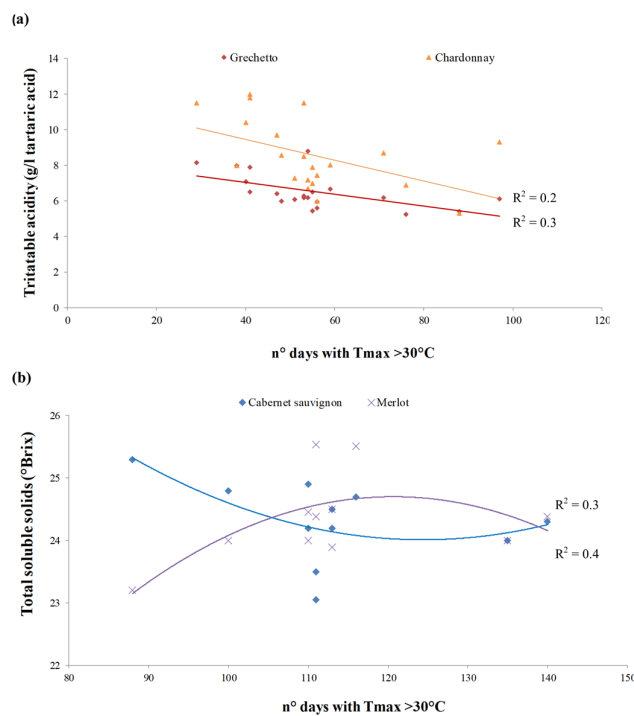 (a)
Grechetto
Chardonnay
Tritatable acidity (g/l tartaric acid)
14
12
10
8
6
4
2
0
R² = 0.2
R² = 0.3
0 20 40 60 80 100 120
n° days with Tmax >30°C
(b)
Cabernet sauvignon
Merlot
Total soluble solids (°Brix)
26
25
24
23
22
R² = 0.3
R² = 0.4
80 90 100 110 120 130 140 150
n° days with Tmax >30°C